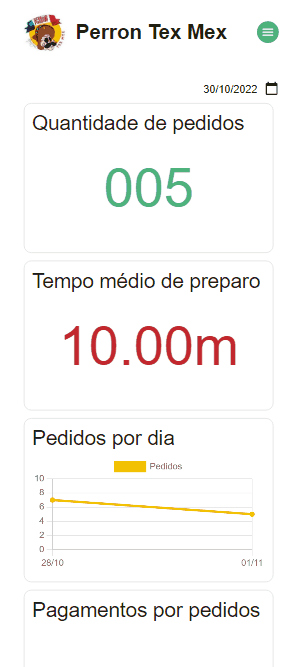 Perron Tex Mex
30/10/2022
Quantidade de pedidos
005
Tempo médio de preparo
10.00m
Pedidos por dia
Pedidos
10
8
6
4
2
0
28/10 01/11
Pagamentos por pedidos